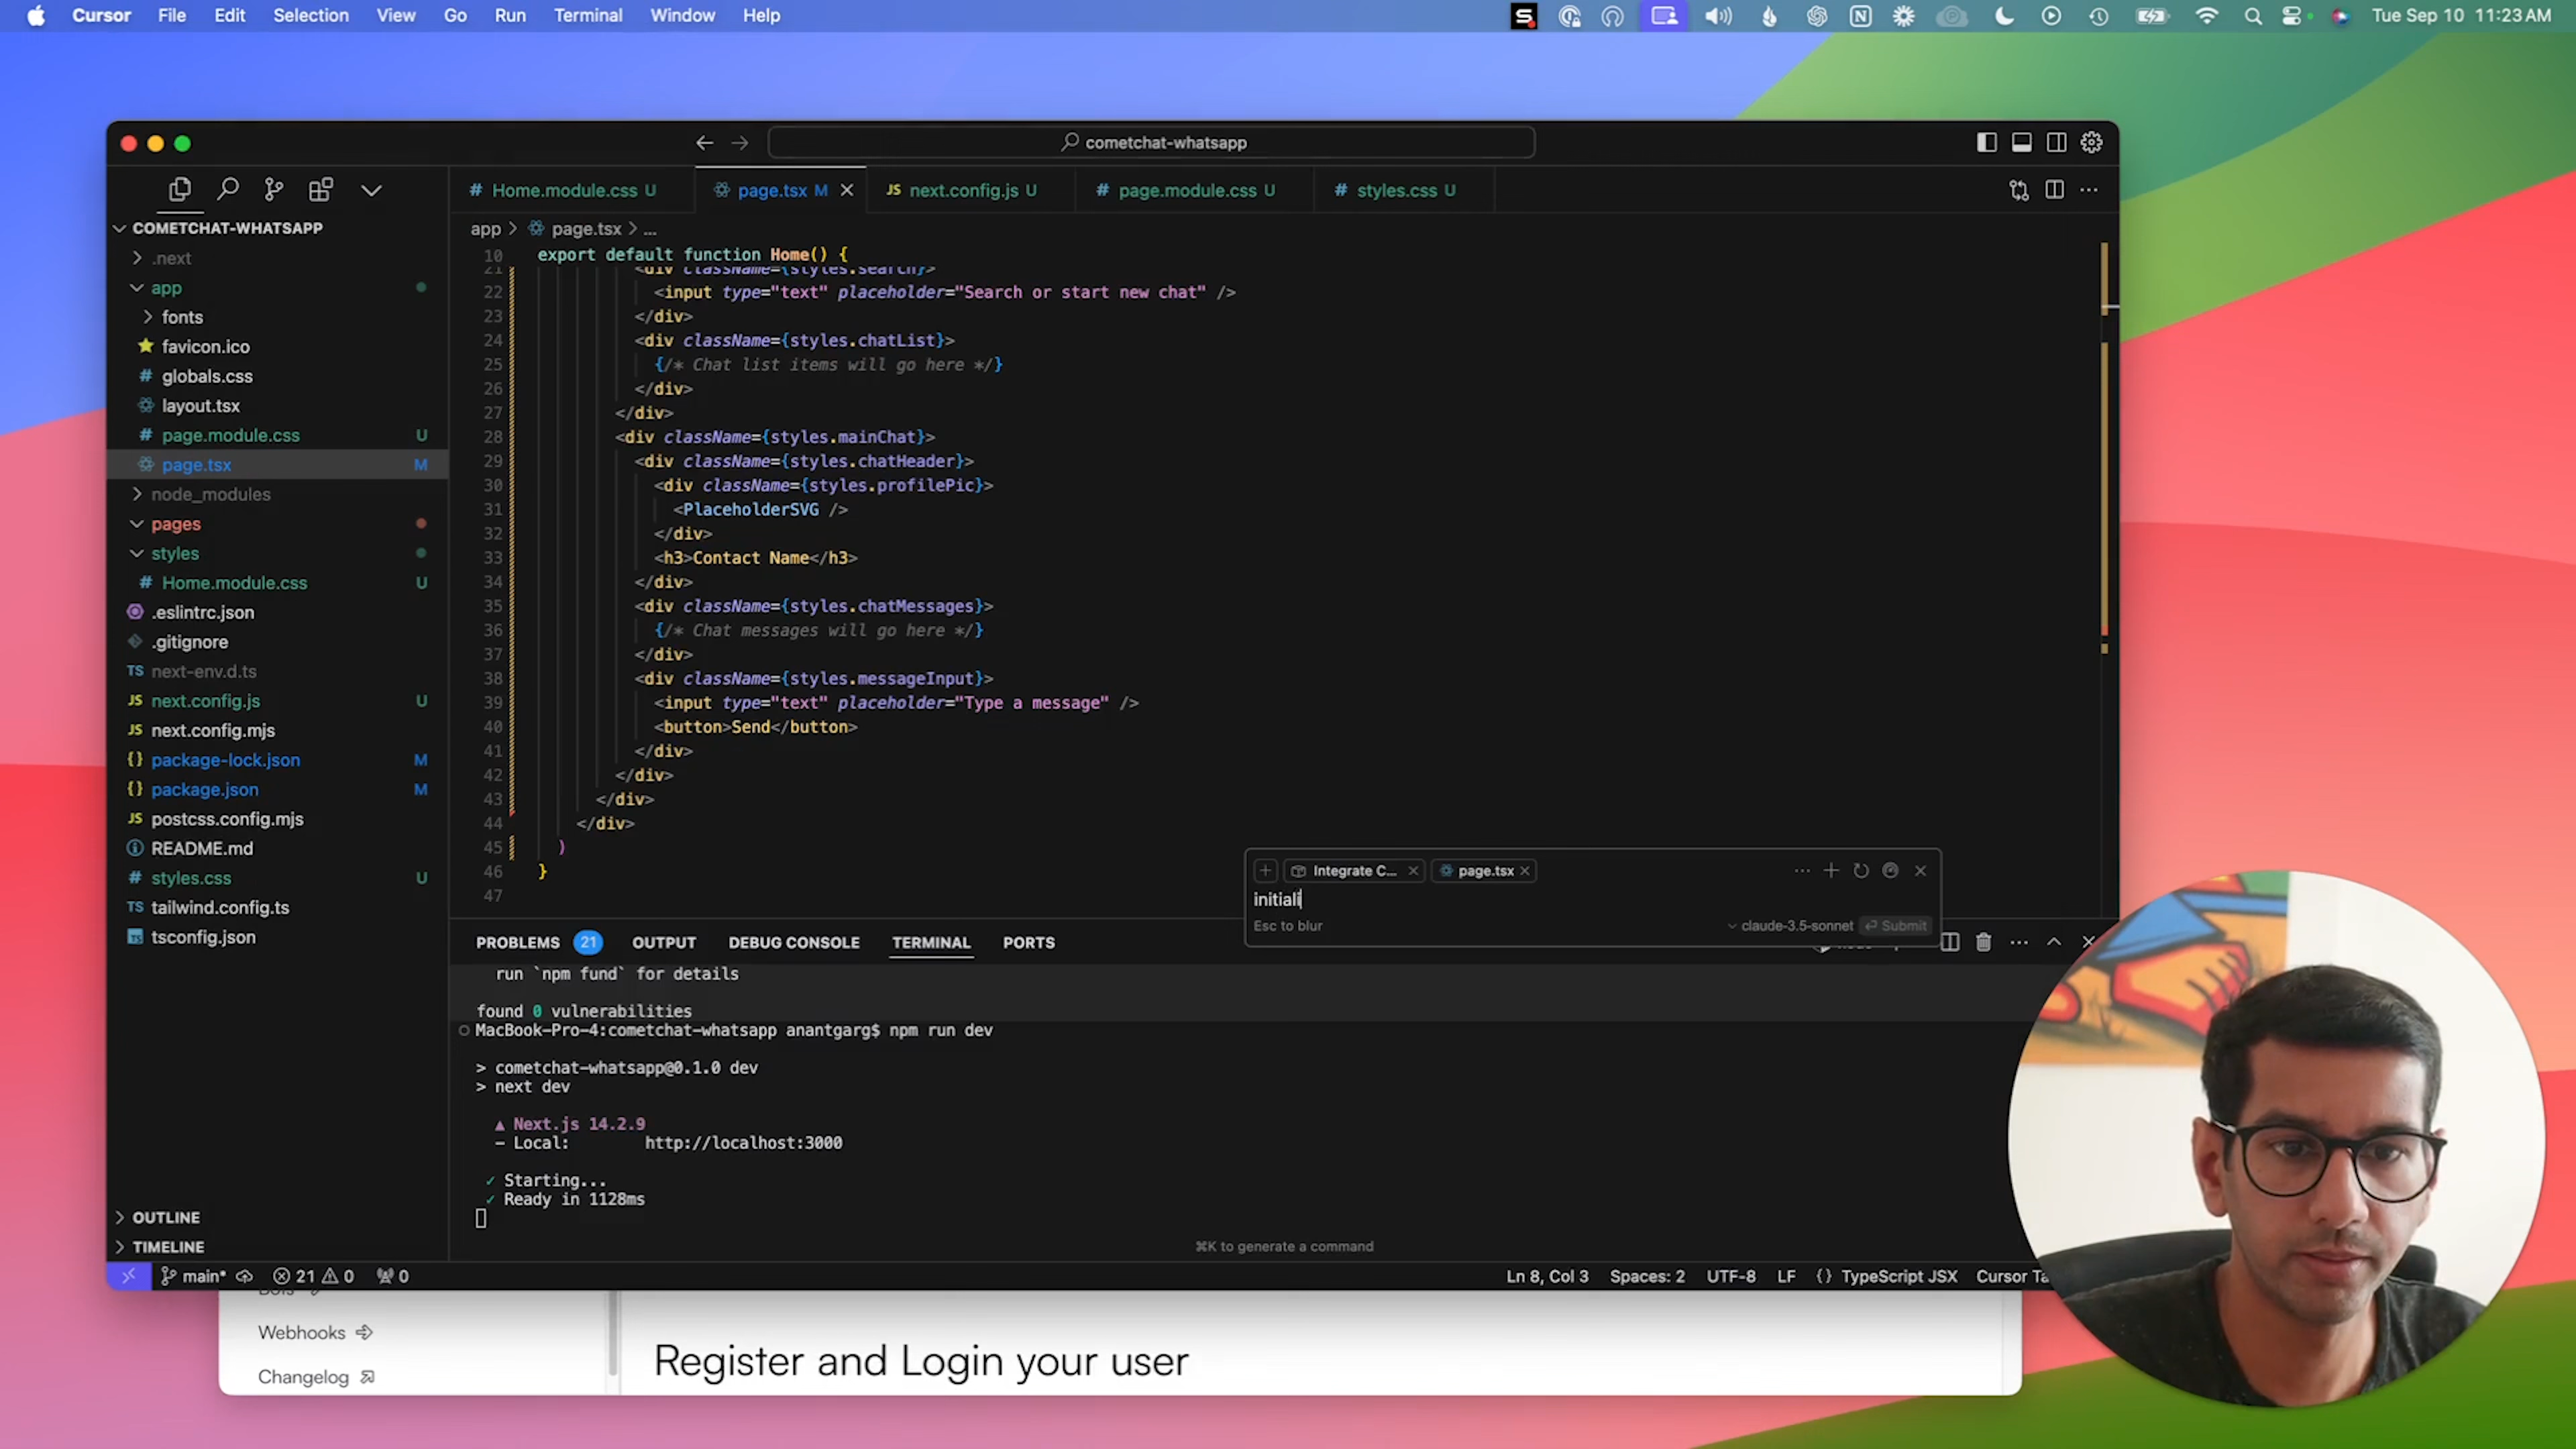 Cursor File Edit Selection View Go Run Terminal Window Help
Tue Sep 10 11:23 AM
cometchat-whatsapp
# Home.module.css U
page.tsx M
JS next.config.js U
# page.module.css U
# styles.css U
COMETCHAT-WHATSAPP
.next
app
fonts
favicon.ico
# globals.css
layout.tsx
# page.module.css U
page.tsx M
node_modules
pages
styles
# Home.module.css U
.eslintrc.json
.gitignore
TS next-env.d.ts
JS next.config.js U
JS next.config.mjs
{} package-lock.json M
{} package.json M
JS postcss.config.mjs
README.md
# styles.css U
TS tailwind.config.ts
tsconfig.json
OUTLINE
TIMELINE
app > page.tsx > ...
10 export default function Home() {
21 <div className={styles.search}>
22 <input type="text" placeholder="Search or start new chat" />
23 </div>
24 <div className={styles.chatList}>
25 {/* Chat list items will go here */}
26 </div>
27 </div>
28 <div className={styles.mainChat}>
29 <div className={styles.chatHeader}>
30 <div className={styles.profilePic}>
31 <PlaceholderSVG />
32 </div>
33 <h3>Contact Name</h3>
34 </div>
35 <div className={styles.chatMessages}>
36 {/* Chat messages will go here */}
37 </div>
38 <div className={styles.messageInput}>
39 <input type="text" placeholder="Type a message" />
40 <button>Send</button>
41 </div>
42 </div>
43 </div>
44 </div>
45 )
46 }
47
Integrate C...
page.tsx
initiali
Esc to blur
claude-3.5-sonnet
Submit
PROBLEMS 21 OUTPUT DEBUG CONSOLE TERMINAL PORTS
run `npm fund` for details
found 0 vulnerabilities
MacBook-Pro-4:cometchat-whatsapp anantgarg$ npm run dev
> cometchat-whatsapp@0.1.0 dev
> next dev
▲ Next.js 14.2.9
- Local: http://localhost:3000
✓ Starting...
✓ Ready in 1128ms
⌘K to generate a command
main* 21 0 0
Ln 8, Col 3 Spaces: 2 UTF-8 LF {} TypeScript JSX Cursor Ta
Webhooks
Changelog
Register and Login your user